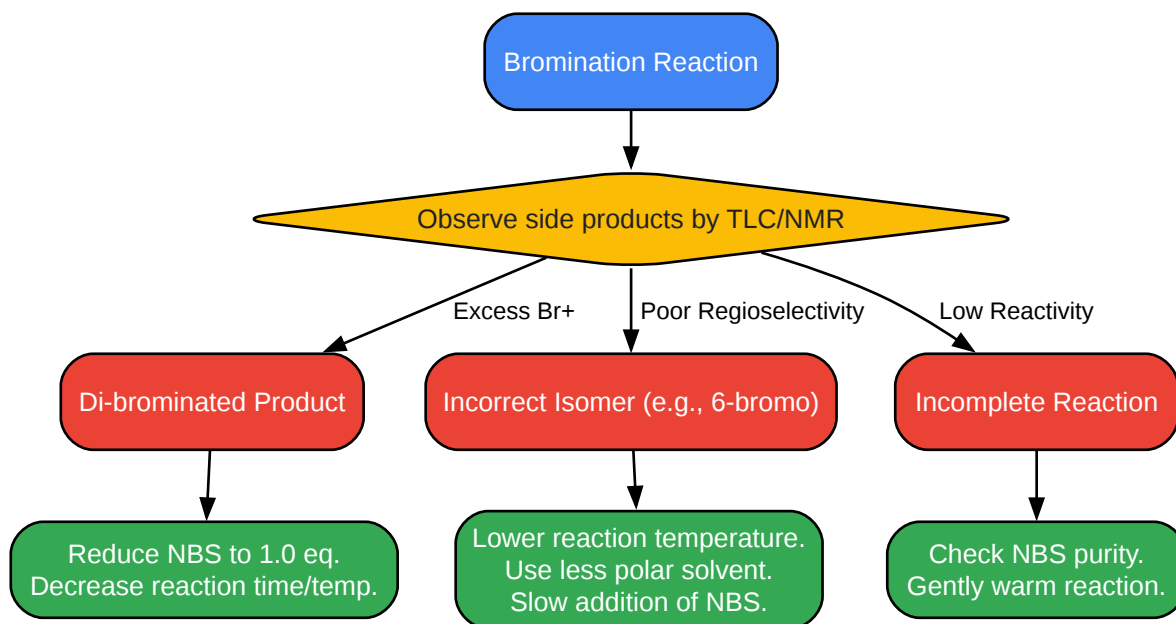 Bromination Reaction
Observe side products by TLC/NMR
Excess Br+
Poor Regioselectivity
Low Reactivity
Di-brominated Product
Incorrect Isomer (e.g., 6-bromo)
Incomplete Reaction
Reduce NBS to 1.0 eq.
Decrease reaction time/temp.
Lower reaction temperature.
Use less polar solvent.
Slow addition of NBS.
Check NBS purity.
Gently warm reaction.